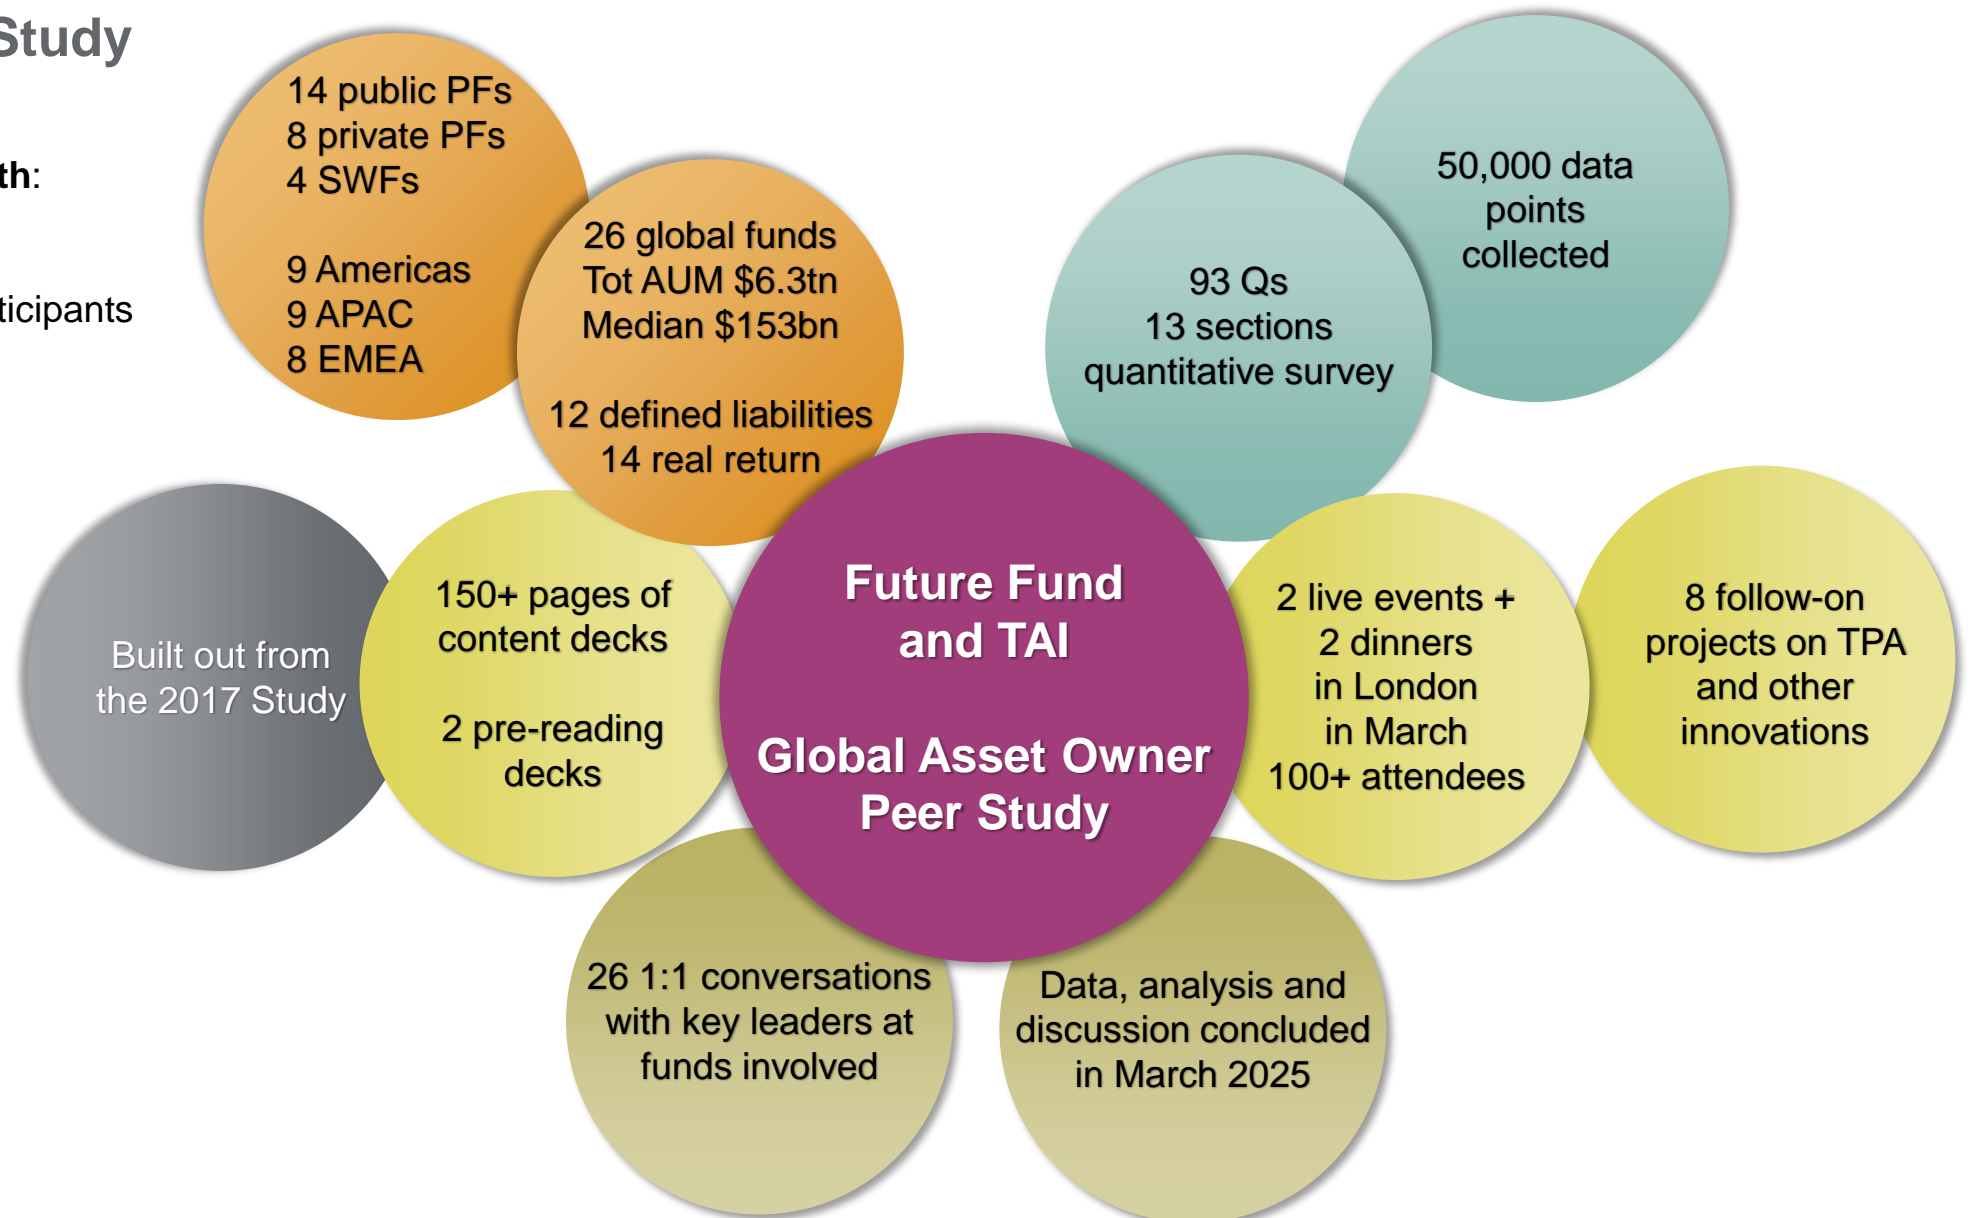 Study
th:
ticipants
14 public PFs
8 private PFs
4 SWFs
9 Americas
9 APAC
8 EMEA
26 global funds
Tot AUM $6.3tn
Median $153bn
12 defined liabilities
14 real return
93 Qs
13 sections
quantitative survey
50,000 data
points
collected
Built out from
the 2017 Study
150+ pages of
content decks
2 pre-reading
decks
Future Fund
and TAI
Global Asset Owner
Peer Study
2 live events +
2 dinners
in London
in March
100+ attendees
8 follow-on
projects on TPA
and other
innovations
26 1:1 conversations
with key leaders at
funds involved
Data, analysis and
discussion concluded
in March 2025